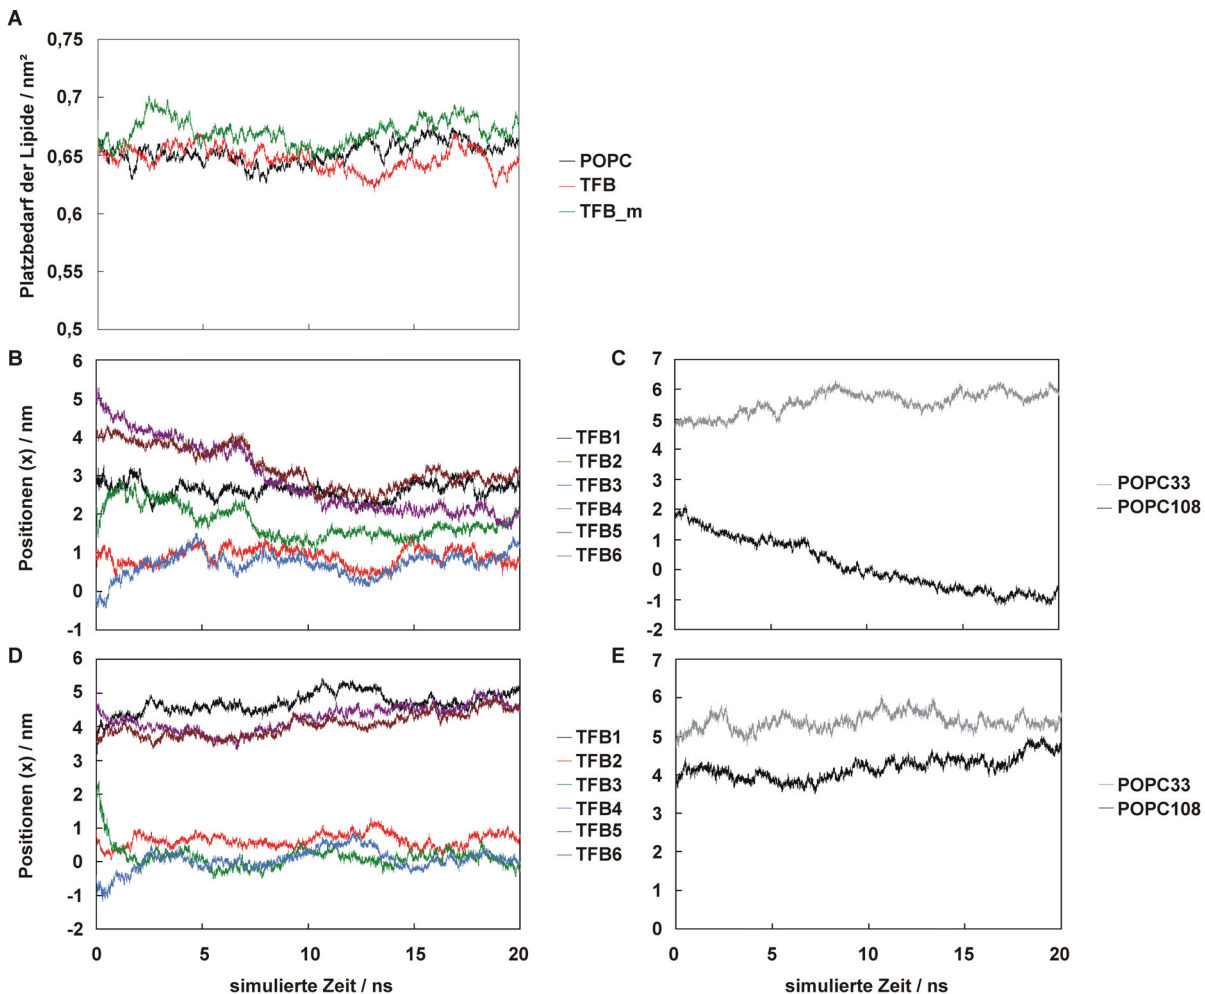 A
0,75
0,7
0,65
0,6
0,55
0,5
Platzbedarf der Lipide / nm²
POPC
TFB
TFB_m
B
6
5
4
3
2
1
0
-1
Positionen (x) / nm
TFB1
TFB2
TFB3
TFB4
TFB5
TFB6
C
7
6
5
4
3
2
1
0
-1
-2
POPC33
POPC108
D
6
5
4
3
2
1
0
-1
-2
Positionen (x) / nm
0 5 10 15 20
simulierte Zeit / ns
TFB1
TFB2
TFB3
TFB4
TFB5
TFB6
E
7
6
5
4
3
2
1
0
0 5 10 15 20
simulierte Zeit / ns
POPC33
POPC108